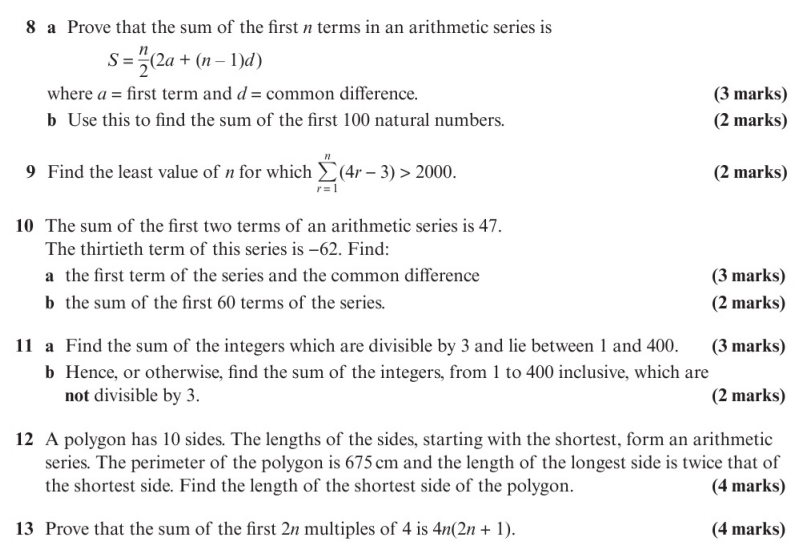 8 a Prove that the sum of the first n terms in an arithmetic series is
S = n/2(2a + (n – 1)d)
where a = first term and d = common difference. (3 marks)
b Use this to find the sum of the first 100 natural numbers. (2 marks)
9 Find the least value of n for which ∑_{r=1}^{n}(4r – 3) > 2000. (2 marks)
10 The sum of the first two terms of an arithmetic series is 47.
The thirtieth term of this series is –62. Find:
a the first term of the series and the common difference (3 marks)
b the sum of the first 60 terms of the series. (2 marks)
11 a Find the sum of the integers which are divisible by 3 and lie between 1 and 400. (3 marks)
b Hence, or otherwise, find the sum of the integers, from 1 to 400 inclusive, which are
not divisible by 3. (2 marks)
12 A polygon has 10 sides. The lengths of the sides, starting with the shortest, form an arithmetic
series. The perimeter of the polygon is 675 cm and the length of the longest side is twice that of
the shortest side. Find the length of the shortest side of the polygon. (4 marks)
13 Prove that the sum of the first 2n multiples of 4 is 4n(2n + 1). (4 marks)